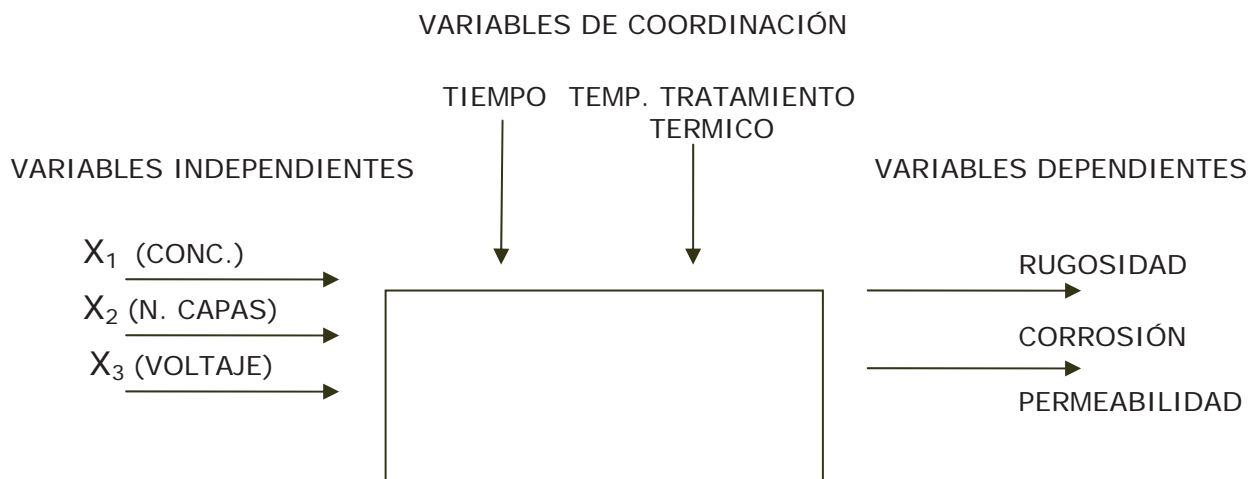 VARIABLES DE COORDINACIÓN
TIEMPO TEMP. TRATAMIENTO
TERMICO
VARIABLES INDEPENDIENTES
VARIABLES DEPENDIENTES
X₁ (CONC.)
X₂ (N. CAPAS)
X₃ (VOLTAJE)
RUGOSIDAD
CORROSIÓN
PERMEABILIDAD